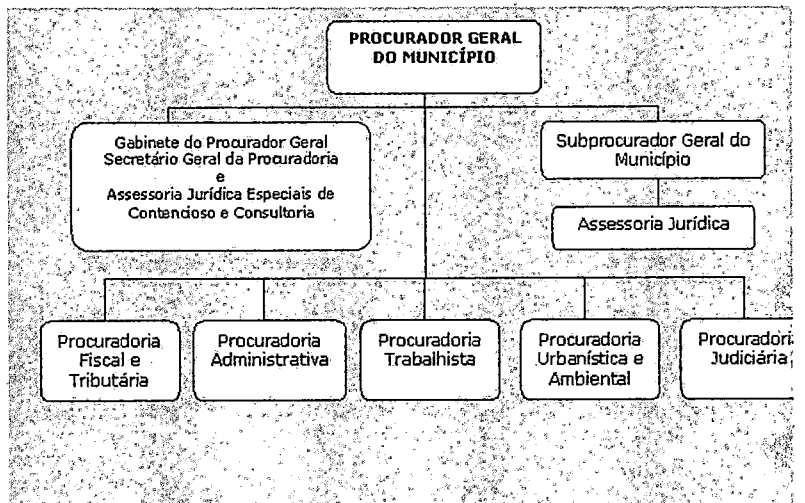 PROCURADOR GERAL
DO MUNICÍPIO
Gabinete do Procurador Geral
Secretário Geral da Procuradoria
e
Assessoria Jurídica Especiais de
Contencioso e Consultoria
Subprocurador Geral do
Município
Assessoria Jurídica
Procuradoria
Fiscal e
Tributária
Procuradoria
Administrativa
Procuradoria
Trabalhista
Procuradoria
Urbanística e
Ambiental
Procuradoria
Judiciária